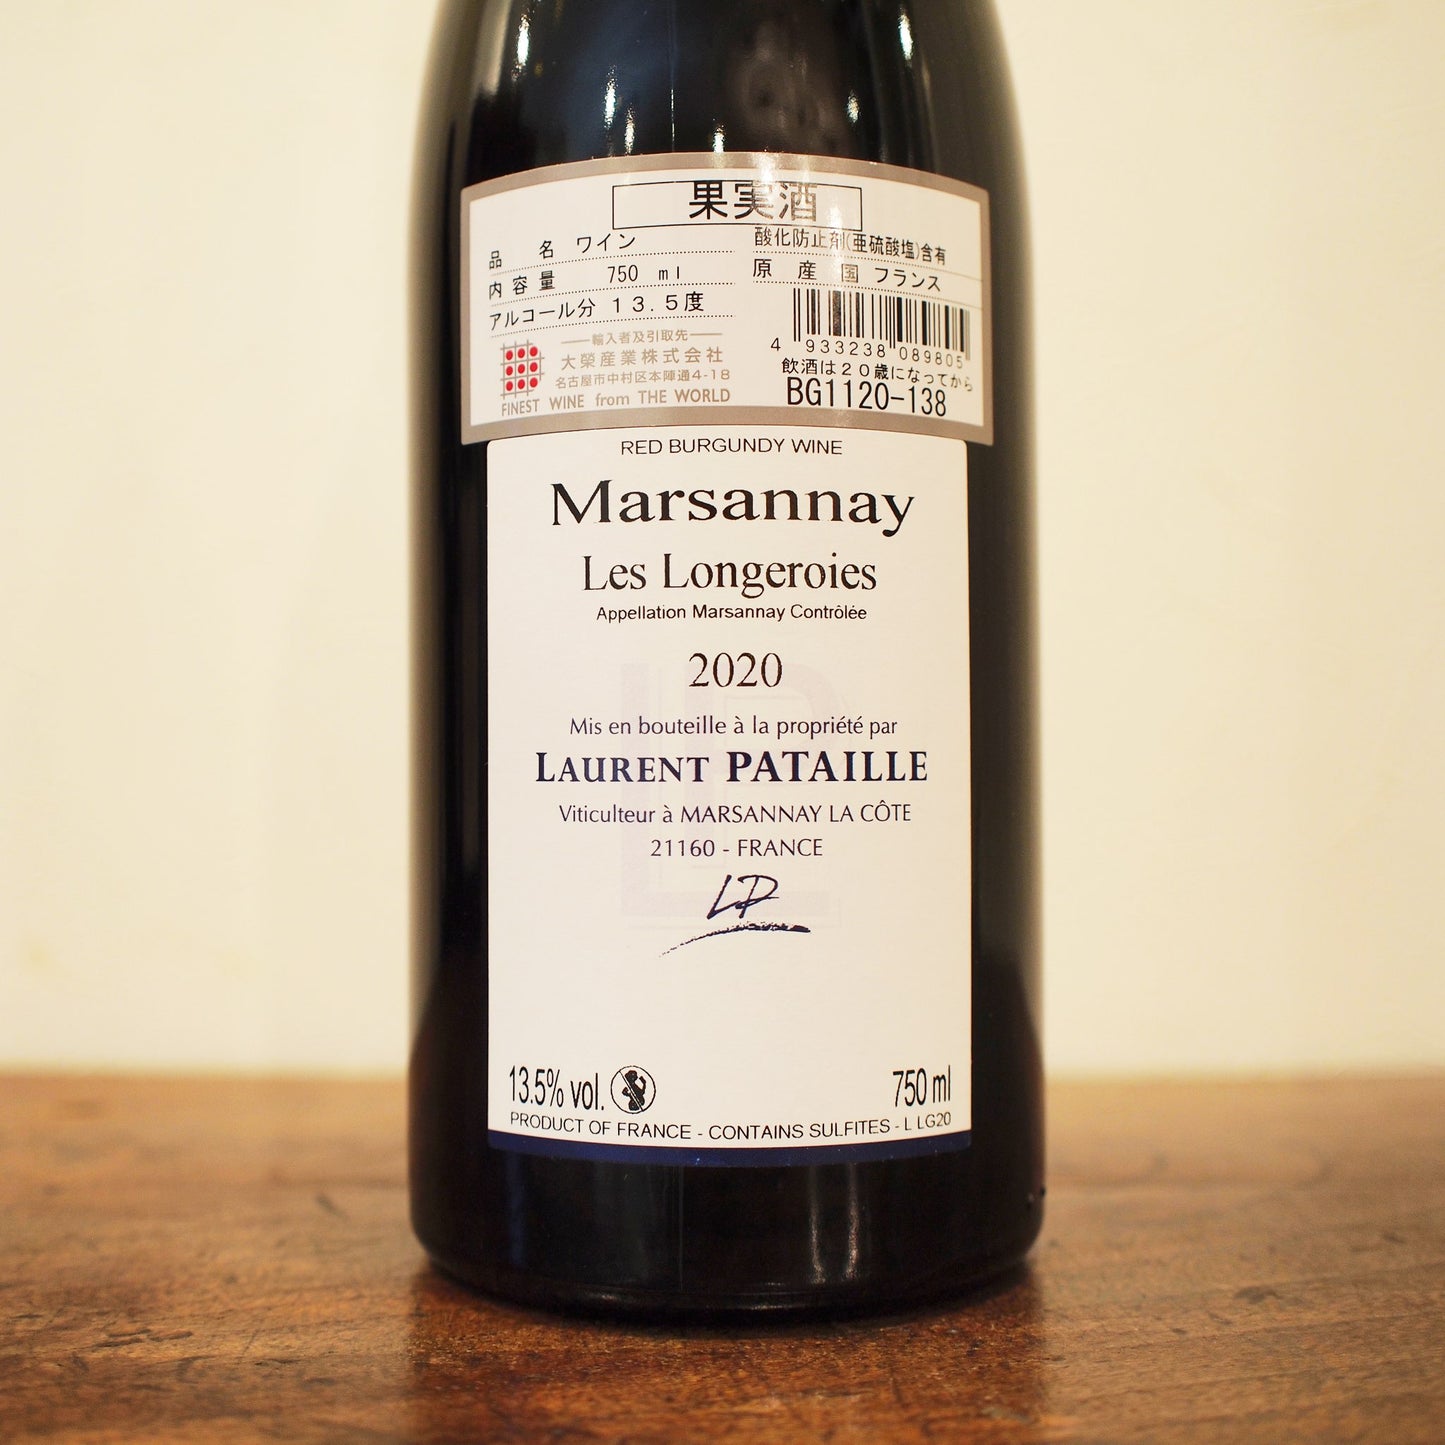 果実酒
品 名 ワイン
内容量 750 ml
アルコール分 13.5度
輸入者及引取先
大榮産業株式会社
名古屋市中村区本陣通4-18
FINEST WINE from THE WORLD
酸化防止剤(亜硫酸塩)含有
原 産 国 フランス
4 933238 089805
飲酒は20歳になってから
BG1120-138
RED BURGUNDY WINE
Marsannay
Les Longeroies
Appellation Marsannay Contrôlée
2020
Mis en bouteille à la propriété par
LAURENT PATAILLE
Viticulteur à MARSANNAY LA CÔTE
21160 - FRANCE
LP
13.5% vol. 750 ml
PRODUCT OF FRANCE - CONTAINS SULFITES - L LG20